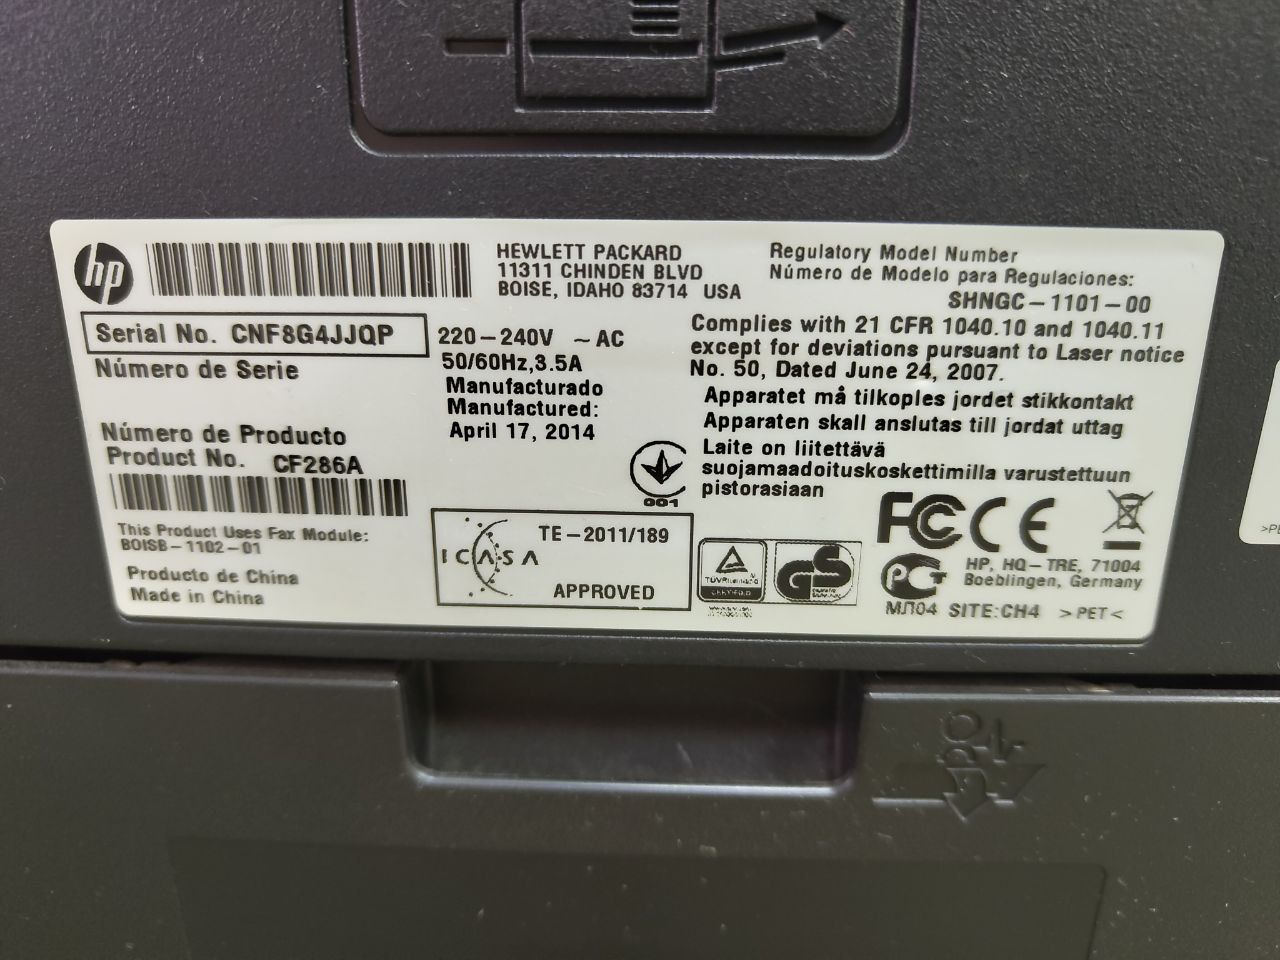 hp
HEWLETT PACKARD
11311 CHINDEN BLVD
BOISE, IDAHO 83714 USA
Regulatory Model Number
Número de Modelo para Regulaciones:
SHNGC-1101-00
Serial No. CNF8G4JJQP
Número de Serie
220-240V ~AC
50/60Hz,3.5A
Manufacturado
Manufactured:
April 17, 2014
Complies with 21 CFR 1040.10 and 1040.11
except for deviations pursuant to Laser notice
No. 50, Dated June 24, 2007.
Apparatet må tilkoples jordet stikkontakt
Apparaten skall anslutas till jordat uttag
Laite on liitettävä
suojamaadoituskoskettimilla varustettuun
pistorasiaan
Número de Producto
Product No. CF286A
This Product Uses Fax Module:
BOISB-1102-01
Producto de China
Made in China
001
ICASA
TE-2011/189
APPROVED
TÜVRheinland
CERTIFIED
GS
FC CE
PCT
МЛ04
HP, HQ-TRE, 71004
Boeblingen, Germany
SITE:CH4 >PET<